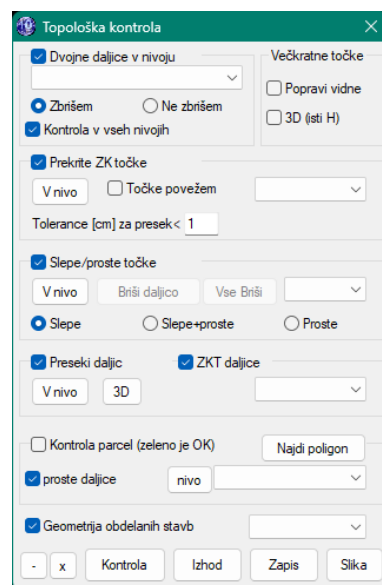 Topološka kontrola
Dvojne daljice v nivoju
Večkratne točke
Popravi vidne
Zbrišem Ne zbrišem
3D (isti H)
Kontrola v vseh nivojih
Prekrite ZK točke
V nivo Točke povežem
Tolerance [cm] za presek< 1
Slepe/proste točke
V nivo Briši daljico Vse Briši
Slepe Slepe+proste Proste
Preseki daljic ZKT daljice
V nivo 3D
Kontrola parcel (zeleno je OK) Najdi poligon
proste daljice nivo
Geometrija obdelanih stavb
- x Kontrola Izhod Zapis Slika